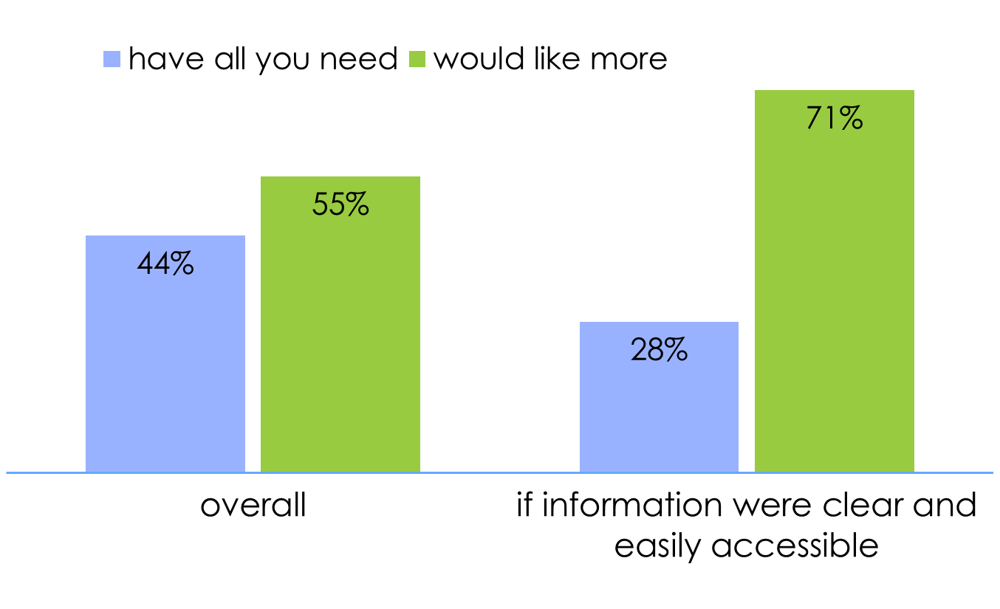 have all you need would like more
71%
55%
44%
28%
overall
if information were clear and
easily accessible